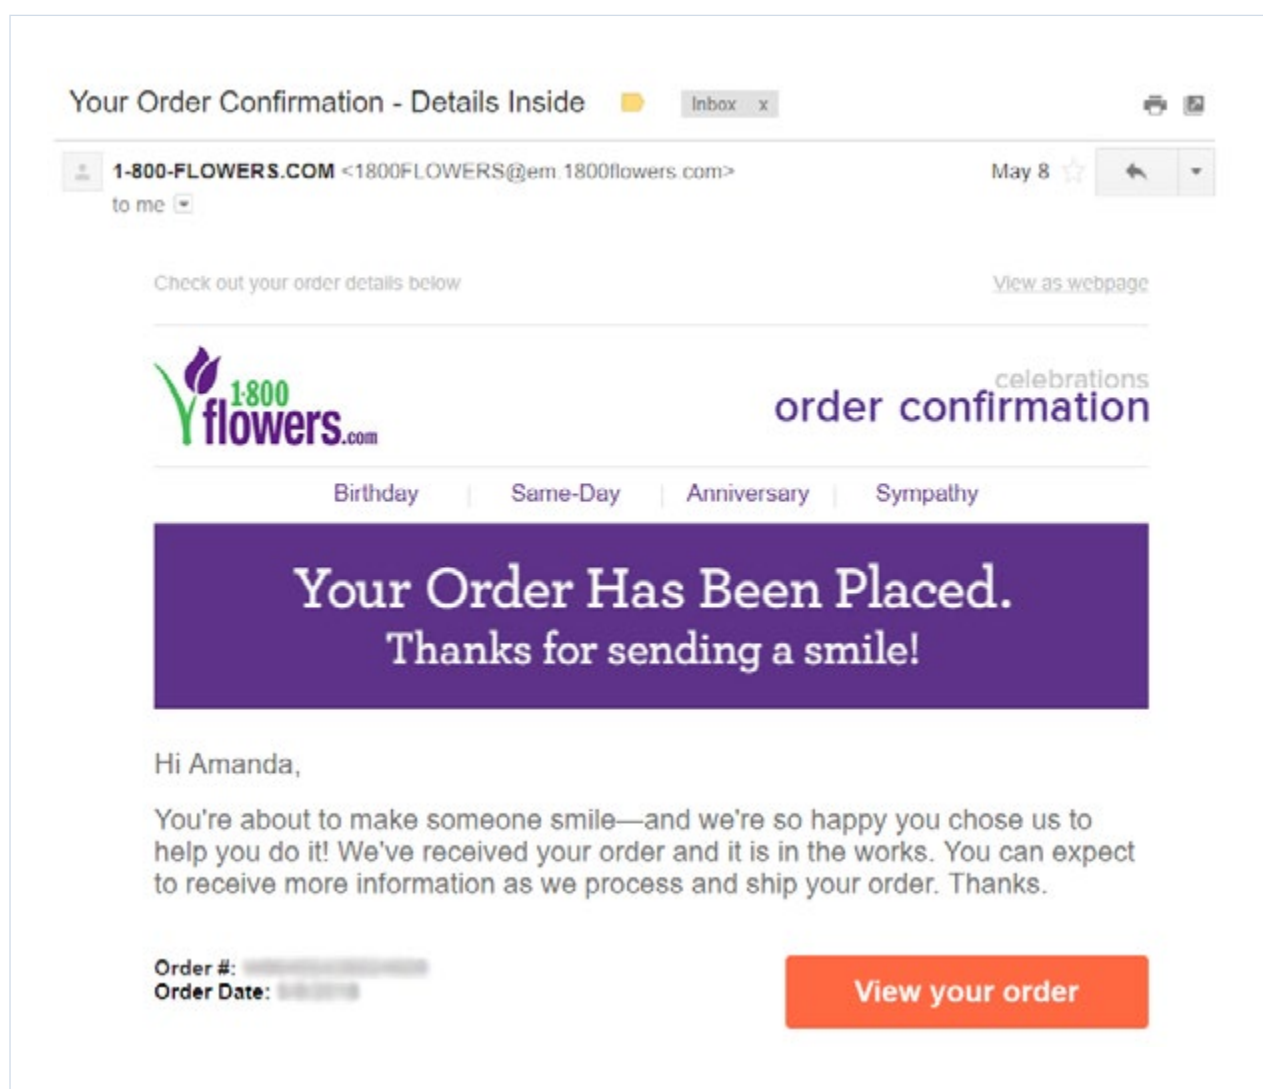 Your Order Confirmation - Details Inside
Inbox x
1-800-FLOWERS.COM <1800FLOWERS@em.1800flowers.com>
May 8
to me
Check out your order details below
View as webpage
1-800
flowers.com
celebrations
order confirmation
Birthday | Same-Day | Anniversary | Sympathy
Your Order Has Been Placed.
Thanks for sending a smile!
Hi Amanda,
You're about to make someone smile—and we're so happy you chose us to
help you do it! We've received your order and it is in the works. You can expect
to receive more information as we process and ship your order. Thanks.
Order #:
Order Date:
View your order